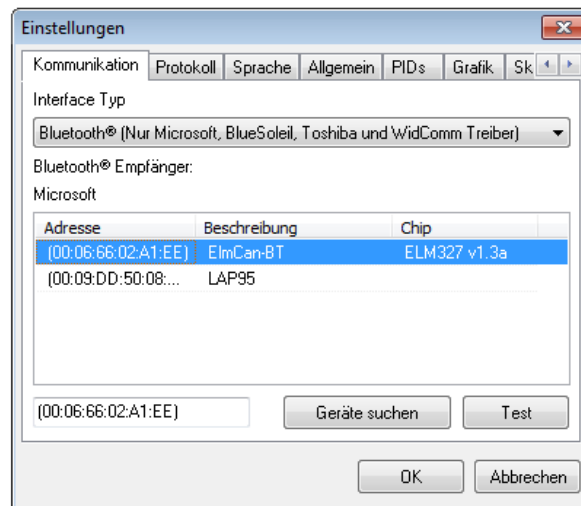 Einstellungen
Kommunikation Protokoll Sprache Allgemein PIDs Grafik Sk
Interface Typ
Bluetooth® (Nur Microsoft, BlueSoleil, Toshiba und WidComm Treiber)
Bluetooth® Empfänger:
Microsoft
Adresse Beschreibung Chip
(00:06:66:02:A1:EE) ElmCan-BT ELM327 v1.3a
(00:09:DD:50:08:... LAP95
(00:06:66:02:A1:EE) Geräte suchen Test
OK Abbrechen